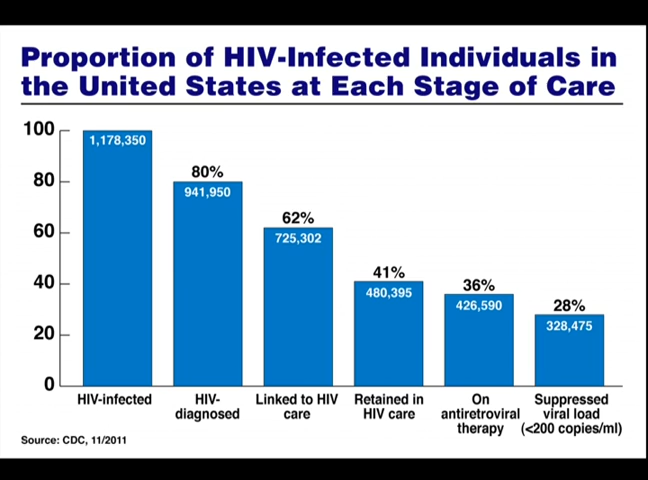 Proportion of HIV-Infected Individuals in
the United States at Each Stage of Care
100
80
60
40
20
0
1,178,350
80%
941,950
62%
725,302
41%
480,395
36%
426,590
28%
328,475
HIV-infected
HIV-
diagnosed
Linked to HIV
care
Retained in
HIV care
On
antiretroviral
therapy
Suppressed
viral load
(<200 copies/ml)
Source: CDC, 11/2011